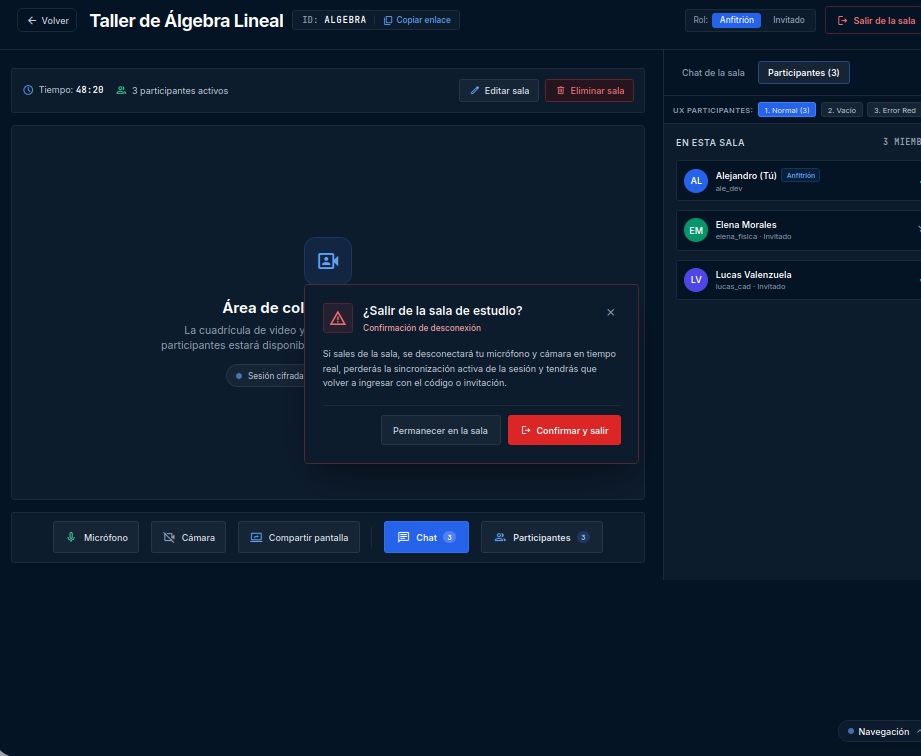 Volver
Taller de Álgebra Lineal
ID: ALGEBRA
Copiar enlace
Rol: Anfitrión Invitado
Salir de la sala
Tiempo: 48:20
3 participantes activos
Editar sala
Eliminar sala
Chat de la sala
Participantes (3)
UX PARTICIPANTES: 1. Normal (3) 2. Vacío 3. Error Red
EN ESTA SALA
3 MIEMB
AL
Alejandro (Tú) Anfitrión
ale_dev
EM
Elena Morales
elena_fisica · Invitado
LV
Lucas Valenzuela
lucas_cad · Invitado
Área de col
La cuadrícula de video y
participantes estará disponib
Sesión cifrada
¿Salir de la sala de estudio?
Confirmación de desconexión
Si sales de la sala, se desconectará tu micrófono y cámara en tiempo
real, perderás la sincronización activa de la sesión y tendrás que
volver a ingresar con el código o invitación.
Permanecer en la sala
Confirmar y salir
Micrófono
Cámara
Compartir pantalla
Chat 3
Participantes 3
Navegación